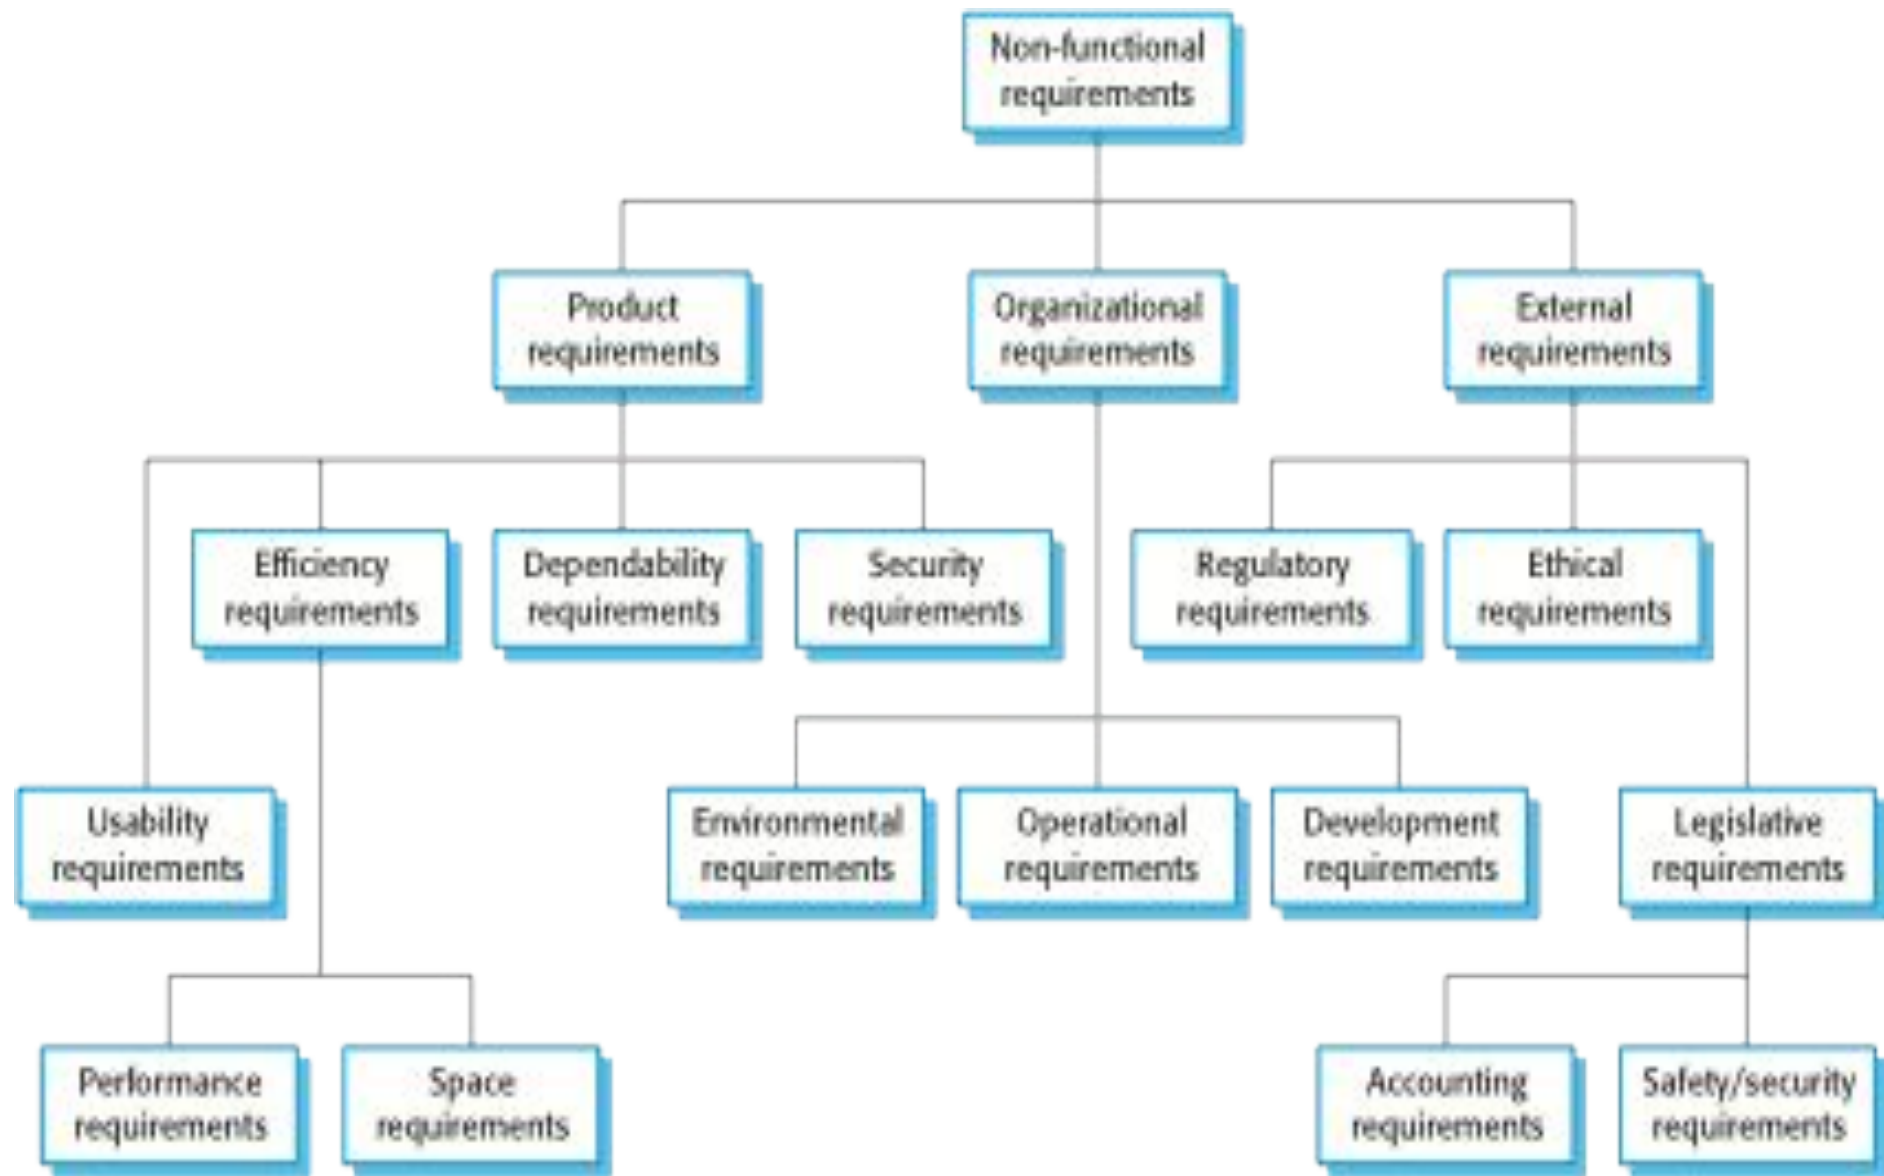 Non-functional
requirements
Product
requirements
Organizational
requirements
External
requirements
Efficiency
requirements
Dependability
requirements
Security
requirements
Regulatory
requirements
Ethical
requirements
Usability
requirements
Environmental
requirements
Operational
requirements
Development
requirements
Legislative
requirements
Performance
requirements
Space
requirements
Accounting
requirements
Safety/security
requirements